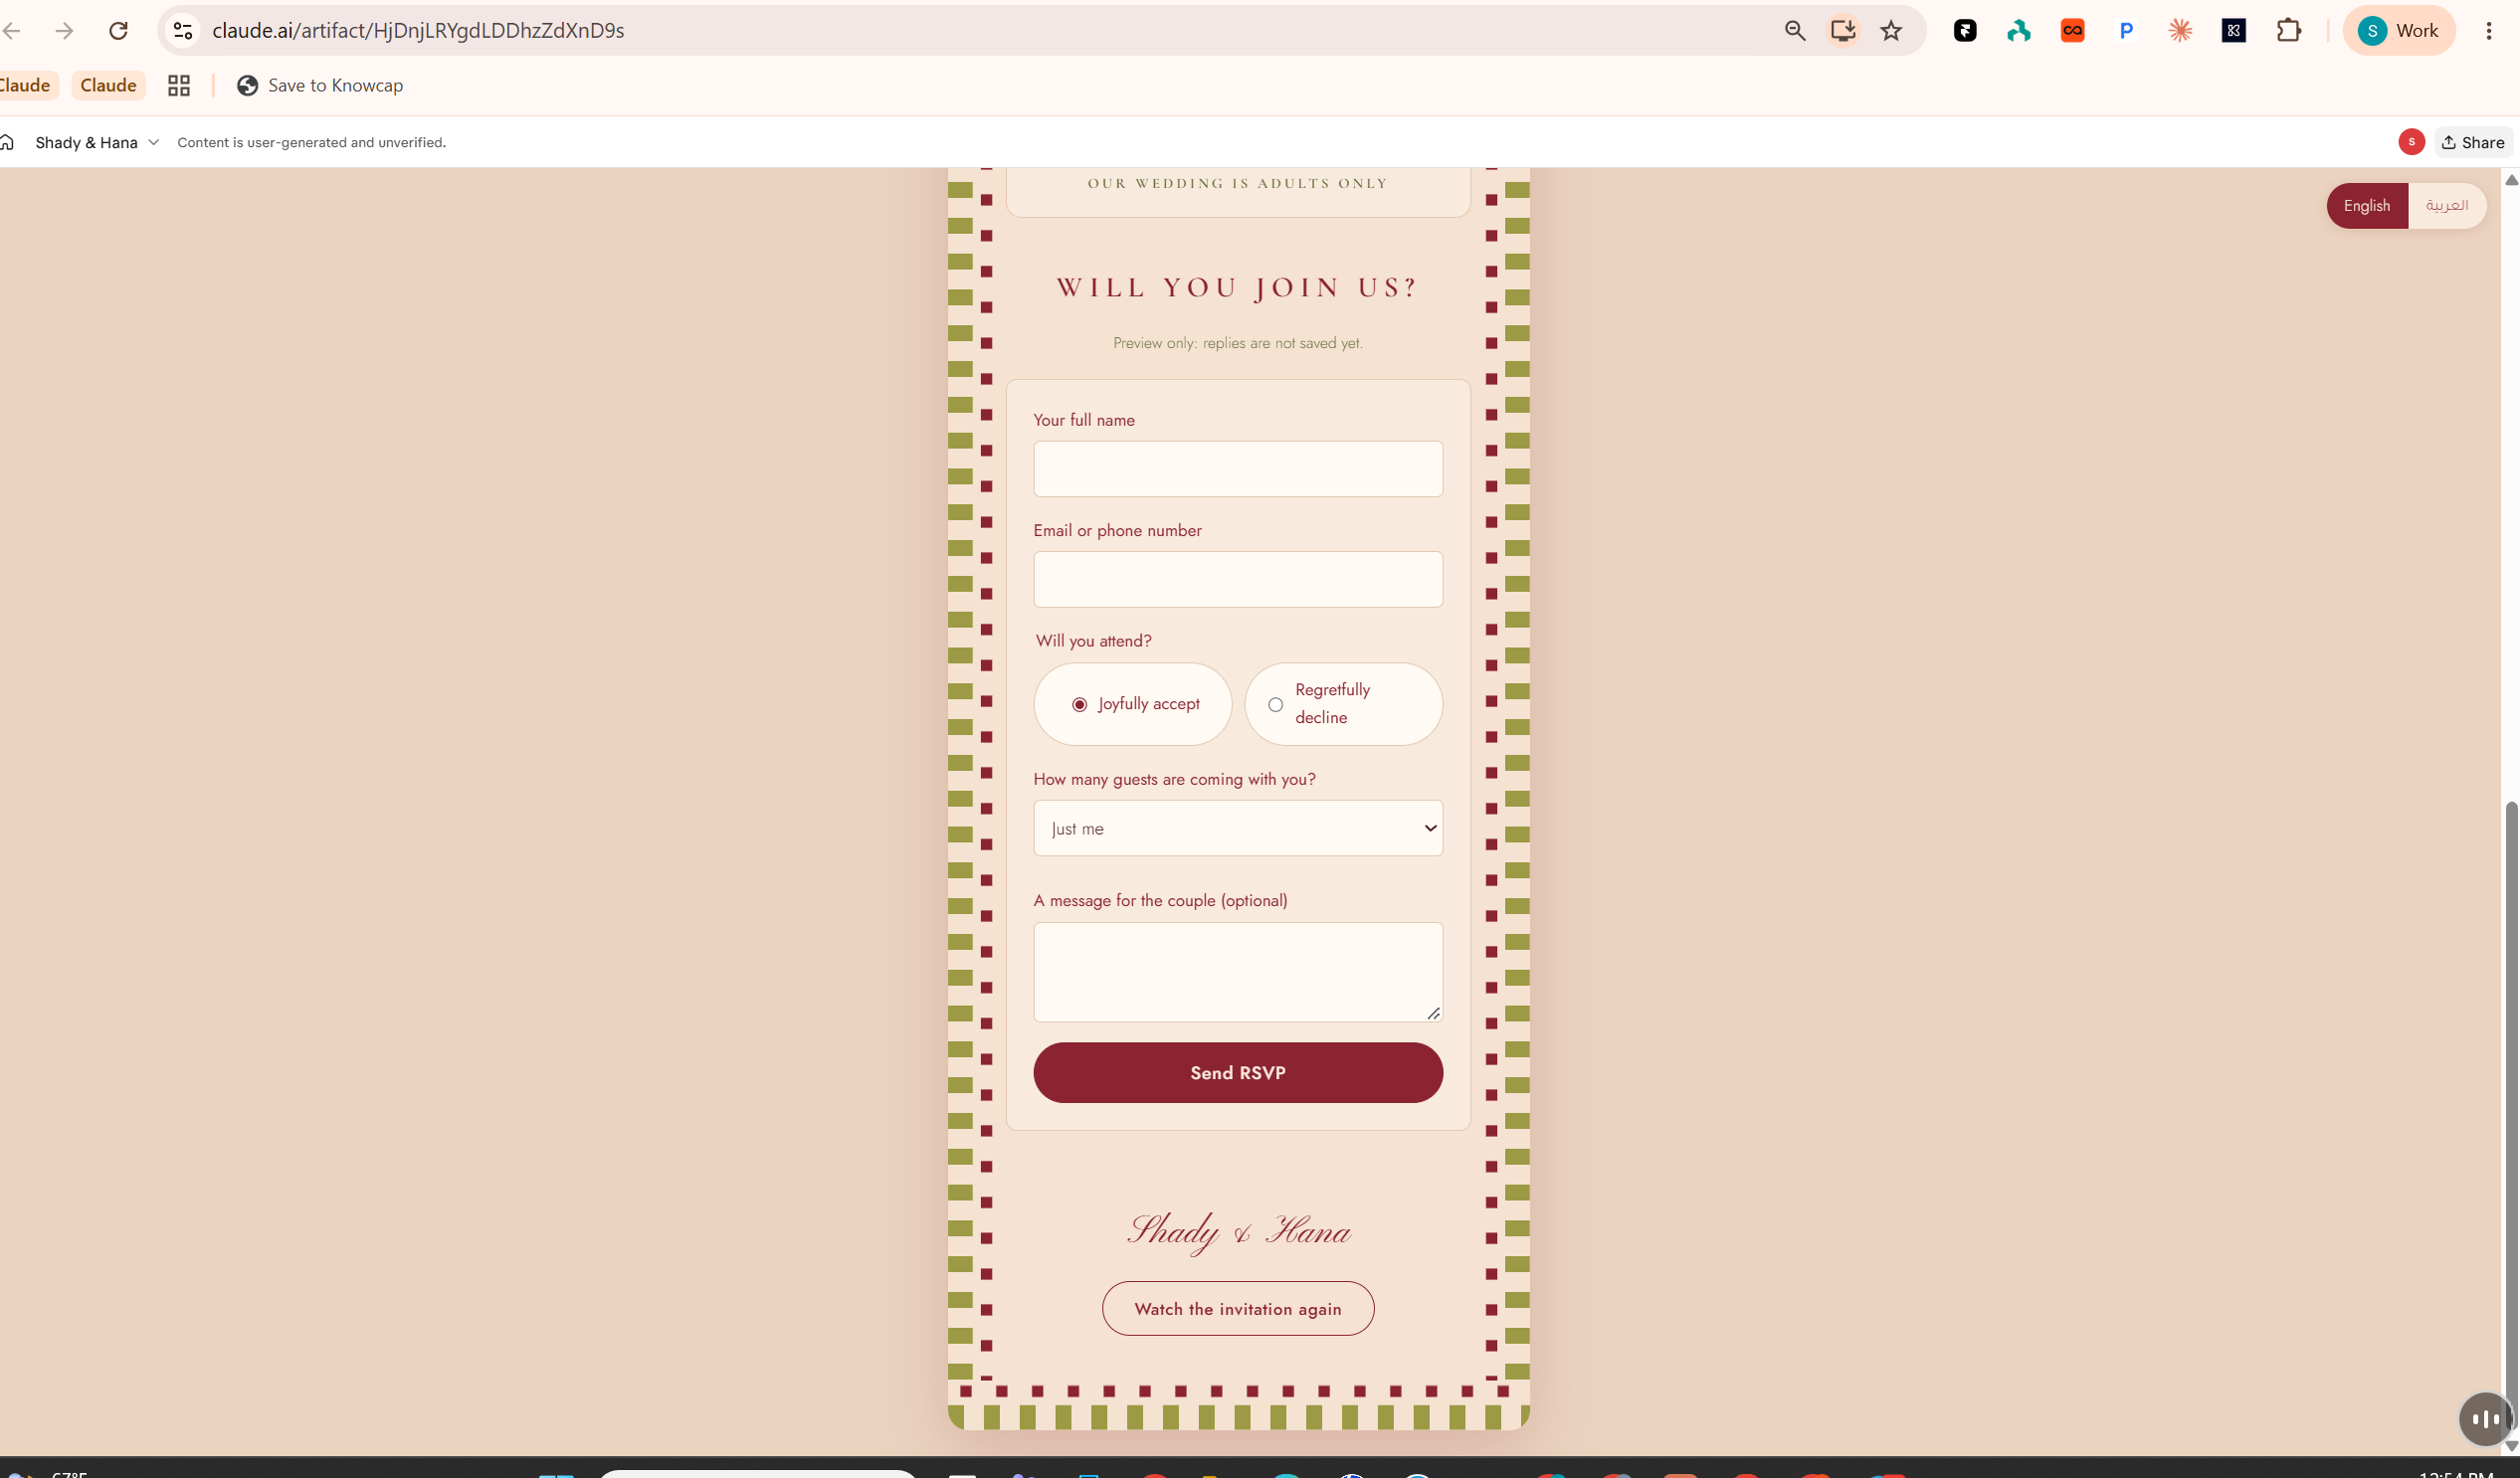 claude.ai/artifact/HjDnjLRYgdLDDhzZdXnD9s
S Work
Claude
Claude
Save to Knowcap
Shady & Hana
Content is user-generated and unverified.
S
Share
English
العربية
OUR WEDDING IS ADULTS ONLY
WILL YOU JOIN US?
Preview only: replies are not saved yet.
Your full name
Email or phone number
Will you attend?
Joyfully accept
Regretfully
decline
How many guests are coming with you?
Just me
A message for the couple (optional)
Send RSVP
Shady & Hana
Watch the invitation again